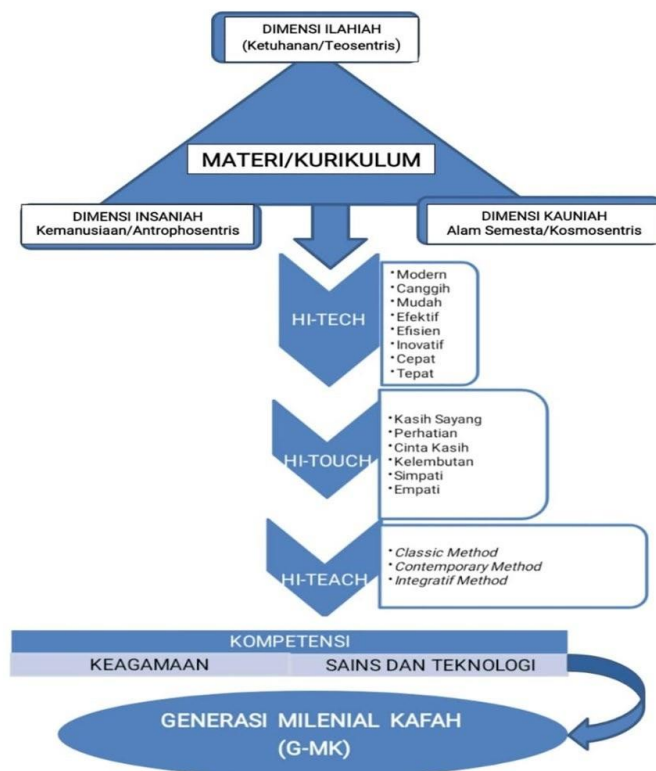 DIMENSI ILAHIAH
(Ketuhanan/Teosentris)
MATERI/KURIKULUM
DIMENSI INSANIAH
Kemanusiaan/Antrophosentris
DIMENSI KAUNIAH
Alam Semesta/Kosmosentris
HI-TECH
• Modern
• Canggih
• Mudah
• Efektif
• Efisien
• Inovatif
• Cepat
• Tepat
HI-TOUCH
• Kasih Sayang
• Perhatian
• Cinta Kasih
• Kelembutan
• Simpati
• Empati
HI-TEACH
• Classic Method
• Contemporary Method
• Integratif Method
KOMPETENSI
KEAGAMAAN
SAINS DAN TEKNOLOGI
GENERASI MILENIAL KAFAH
(G-MK)